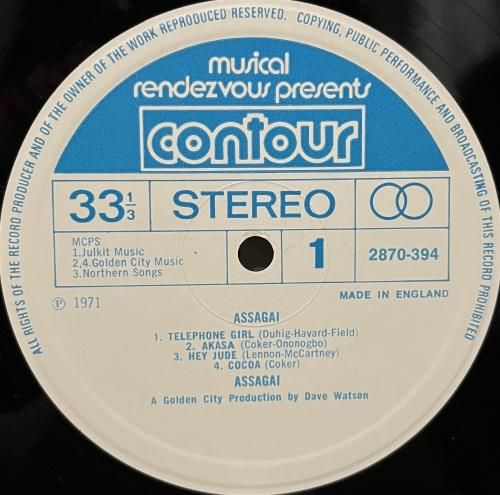 ALL RIGHTS OF THE RECORD PRODUCER AND OF THE OWNER OF THE WORK REPRODUCED RESERVED. COPYING, PUBLIC PERFORMANCE AND BROADCASTING OF THIS RECORD PROHIBITED
musical
rendezvous presents
contour
33 1/3 STEREO
MCPS
1.Julkit Music
2,4.Golden City Music
3.Northern Songs
1
2870-394
Ⓟ 1971
MADE IN ENGLAND
ASSAGAI
1. TELEPHONE GIRL (Duhig-Havard-Field)
2. AKASA (Coker-Ononogbo)
3. HEY JUDE (Lennon-McCartney)
4. COCOA (Coker)
ASSAGAI
A Golden City Production by Dave Watson